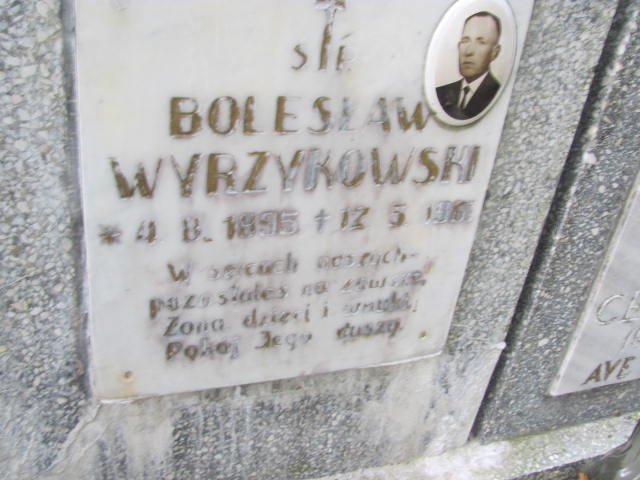 ŚP.
BOLESŁAW
WYRZYKOWSKI
* 4. 8. 1895 † 12 5
W sercach naszych
pozostałeś na zawsze.
Żona dzieci i wnuki
Pokój Jego duszy.
AVE